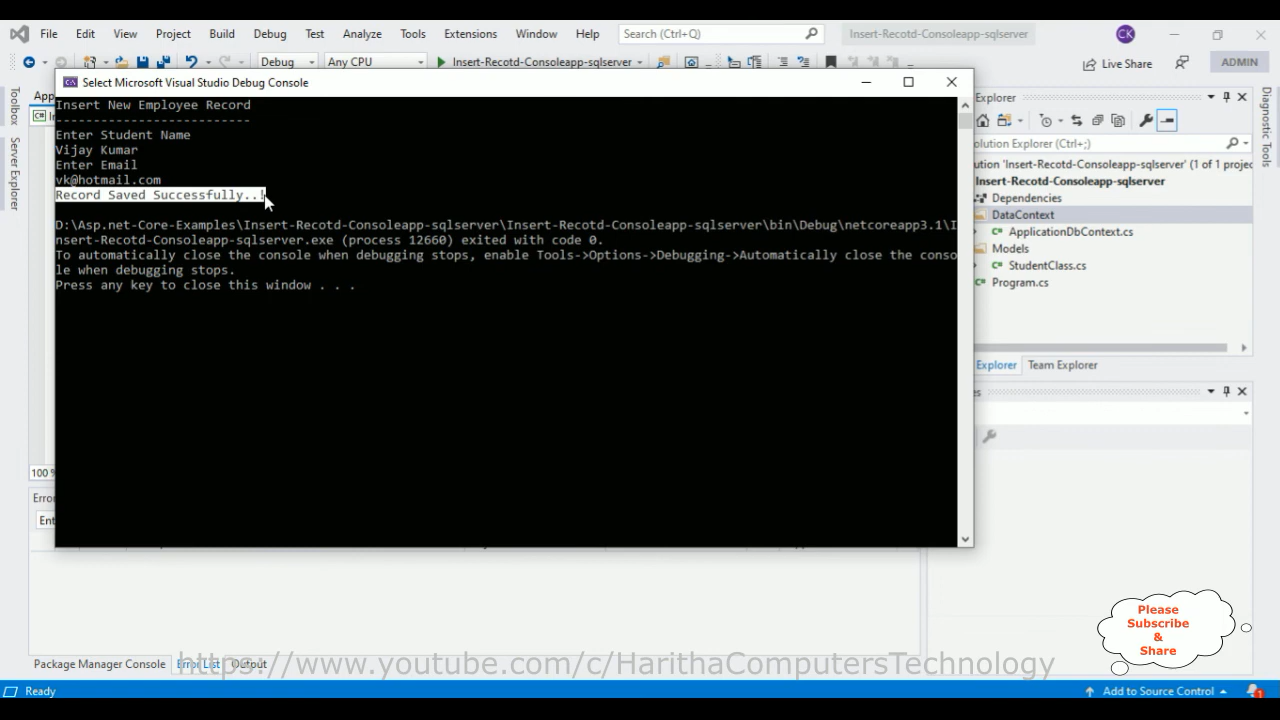 File Edit View Project Build Debug Test Analyze Tools Extensions Window Help Search (Ctrl+Q) Insert-Recotd-Consoleapp-sqlserver CK
Debug Any CPU Insert-Recotd-Consoleapp-sqlserver Live Share ADMIN
Select Microsoft Visual Studio Debug Console
Toolbox
Server Explorer
App
Insert New Employee Record
--------------------------
Enter Student Name
Vijay Kumar
Enter Email
vk@hotmail.com
Record Saved Successfully..!
D:\Asp.net-Core-Examples\Insert-Recotd-Consoleapp-sqlserver\Insert-Recotd-Consoleapp-sqlserver\bin\Debug\netcoreapp3.1\I
nsert-Recotd-Consoleapp-sqlserver.exe (process 12660) exited with code 0.
To automatically close the console when debugging stops, enable Tools->Options->Debugging->Automatically close the conso
le when debugging stops.
Press any key to close this window . . .
Explorer
olution Explorer (Ctrl+;)
ution 'Insert-Recotd-Consoleapp-sqlserver' (1 of 1 projec
Insert-Recotd-Consoleapp-sqlserver
Dependencies
DataContext
C# ApplicationDbContext.cs
Models
C# StudentClass.cs
C# Program.cs
Explorer Team Explorer
es
Diagnostic Tools
100 %
Error
Ent
Please
Subscribe
&
Share
Package Manager Console Error List Output
https://www.youtube.com/c/HarithaComputersTechnology
Ready Add to Source Control 1